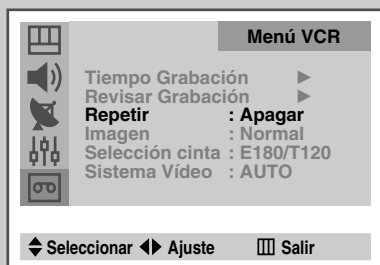 Menú VCR
Tiempo Grabación ►
Revisar Grabación ►
Repetir : Apagar
Imagen : Normal
Selección cinta : E180/T120
Sistema Vídeo : AUTO
Seleccionar Ajuste Salir